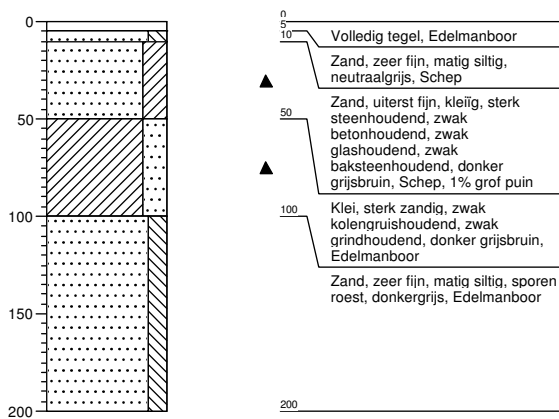 0
50
100
150
200
0
5
Volledig tegel, Edelmanboor
10
Zand, zeer fijn, matig siltig,
neutraalgrijs, Schep
Zand, uiterst fijn, kleiïg, sterk
steenhoudend, zwak
betonhoudend, zwak
glashoudend, zwak
baksteenhoudend, donker
grijsbruin, Schep, 1% grof puin
50
Klei, sterk zandig, zwak
kolengruishoudend, zwak
grindhoudend, donker grijsbruin,
Edelmanboor
100
Zand, zeer fijn, matig siltig, sporen
roest, donkergrijs, Edelmanboor
200